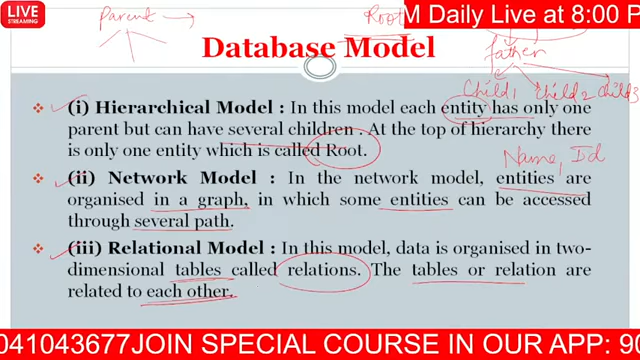 LIVE
STREAMING
Parent
Root
M Daily Live at 8:00 P
Database Model
father
Child1 Child2 Child3
(i) Hierarchical Model : In this model each entity has only one
parent but can have several children . At the top of hierarchy there
is only one entity which is called Root.
Name, Id
(ii) Network Model : In the network model, entities are
organised in a graph, in which some entities can be accessed
through several path.
(iii) Relational Model : In this model, data is organised in two-
dimensional tables called relations. The tables or relation are
related to each other.
041043677JOIN SPECIAL COURSE IN OUR APP: 90